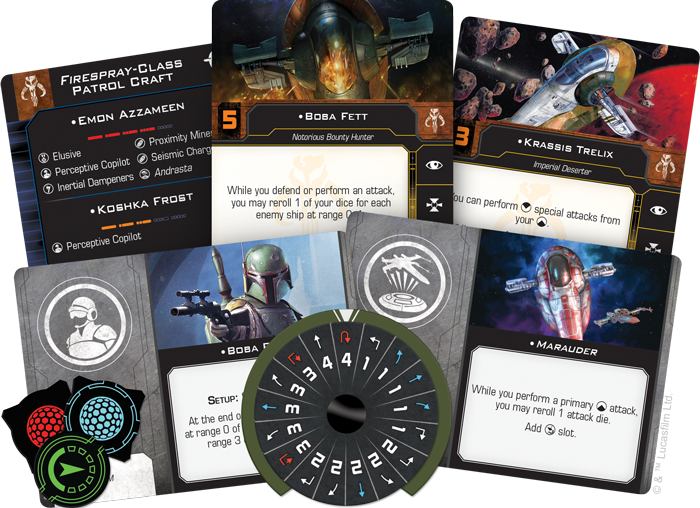 Firespray-Class
Patrol Craft
•Emon Azzameen
Elusive
Perceptive Copilot
Inertial Dampeners
Proximity Mines
Seismic
Andrasta
•Koshka Frost
Perceptive Copilot
5
•Boba Fett
Notorious Bounty Hunter
While you defend or perform an attack,
you may reroll 1 of your dice for each
enemy ship at range
3
•Krassis Trelix
Imperial Deserter
You can perform special attacks from
your
•Boba
Setup:
At the end o
at range 0 of
range 3
•Marauder
While you perform a primary attack,
you may reroll 1 attack die.
Add slot.
3 4 4 1 1 1 1 2 2 2 2 2 3 3 3 3
© & ™ Lucasfilm Ltd.